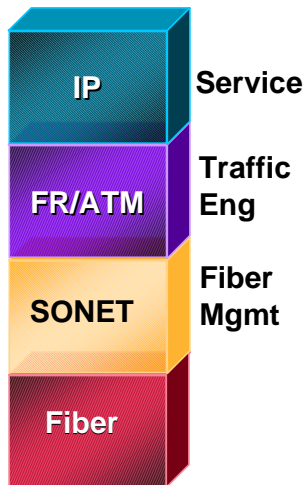 IP
Service
FR/ATM
Traffic
Eng
SONET
Fiber
Mgmt
Fiber